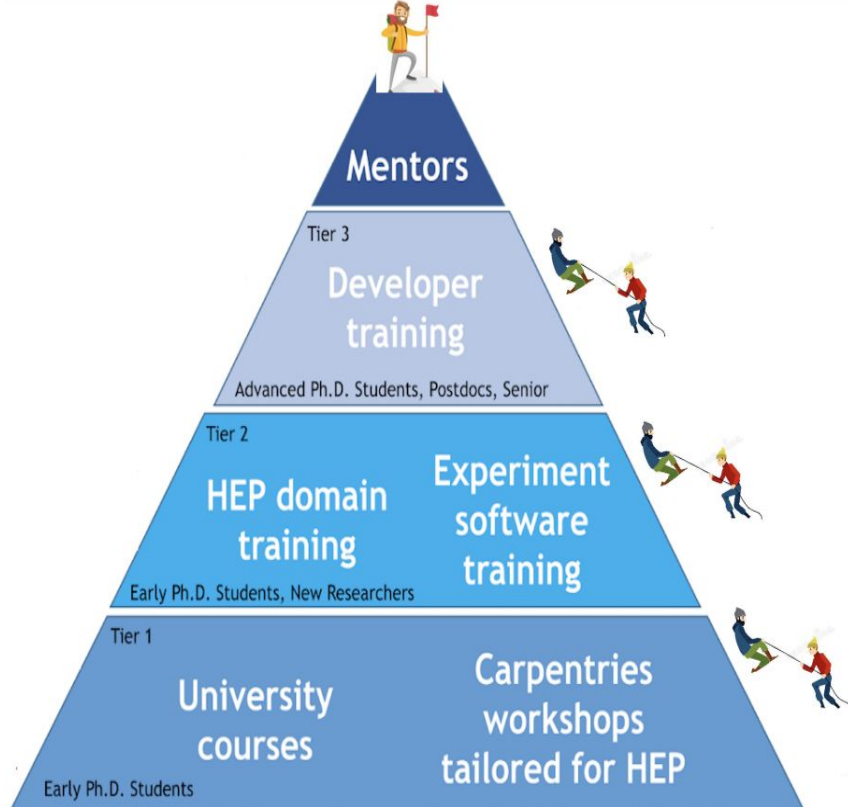 Mentors
Tier 3
Developer
training
Advanced Ph.D. Students, Postdocs, Senior
Tier 2
HEP domain
training
Experiment
software
training
Early Ph.D. Students, New Researchers
Tier 1
University
courses
Carpentries
workshops
tailored for HEP
Early Ph.D. Students